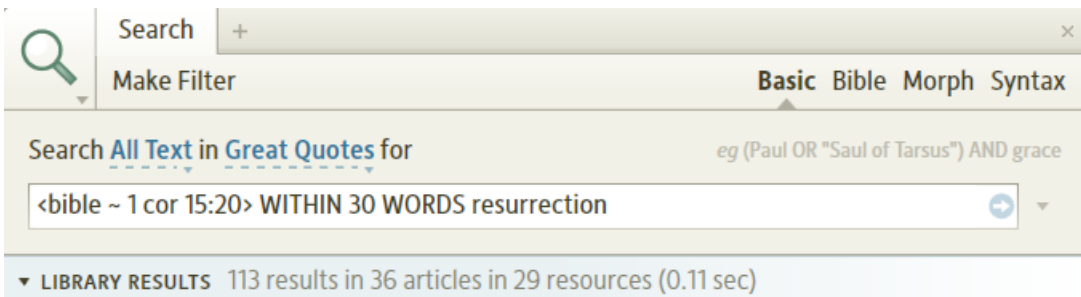 Search + ×
Make Filter Basic Bible Morph Syntax
Search All Text in Great Quotes for eg (Paul OR "Saul of Tarsus") AND grace
<bible ~ 1 cor 15:20> WITHIN 30 WORDS resurrection
LIBRARY RESULTS 113 results in 36 articles in 29 resources (0.11 sec)